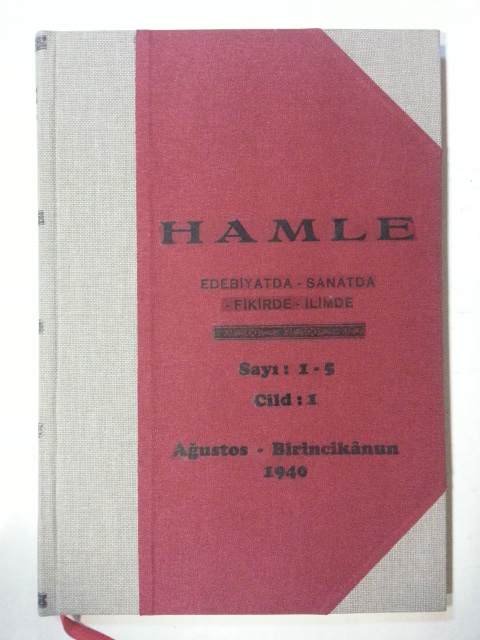 HAMLE
EDEBİYATDA - SANATDA
- FİKİRDE - İLİMDE
Sayı : 1 - 5
Cild : 1
Ağustos - Birincikânun
1940